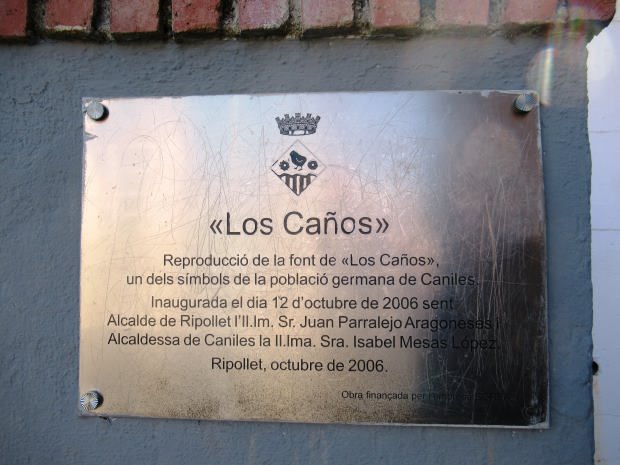 «Los Caños»
Reproducció de la font de «Los Caños»,
un dels símbols de la població germana de Caniles.
Inaugurada el dia 12 d'octubre de 2006 sent
Alcalde de Ripollet l'Il.lm. Sr. Juan Parralejo Aragoneses i
Alcaldessa de Caniles la Il.lma. Sra. Isabel Mesas López.
Ripollet, octubre de 2006.
Obra finançada per l'empresa